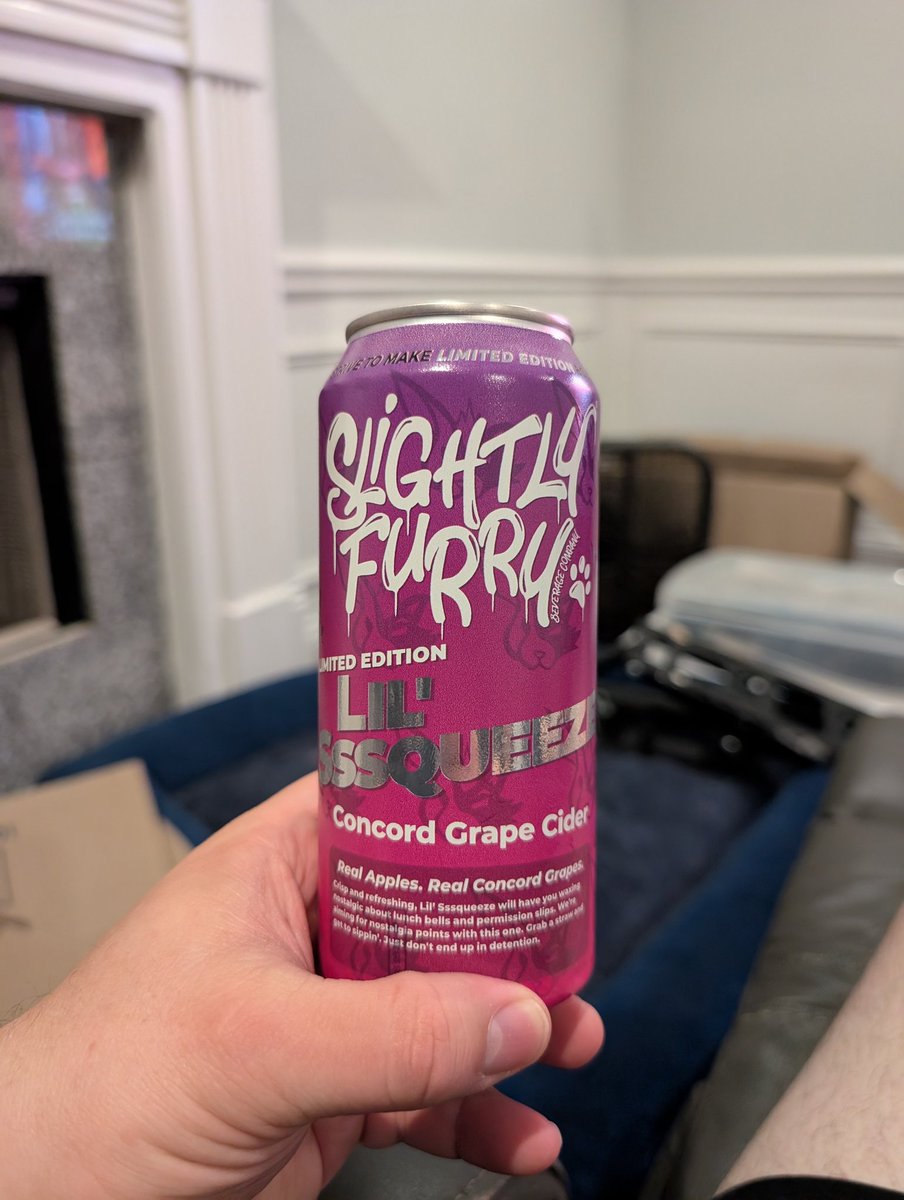 TO MAKE LIMITED EDITION
SLiGHTLY
FURRY
BEVERAGE COMPANY
LIMITED EDITION
LIL'
SSSQUEEZE
Concord Grape Cider
Real Apples. Real Concord Grapes.
Crisp and refreshing, Lil' Sssqueeze will have you waxing
nostalgic about lunch bells and permission slips. We're
aiming for nostalgia points with this one. Grab a straw and
get to sippin'. Just don't end up in detention.